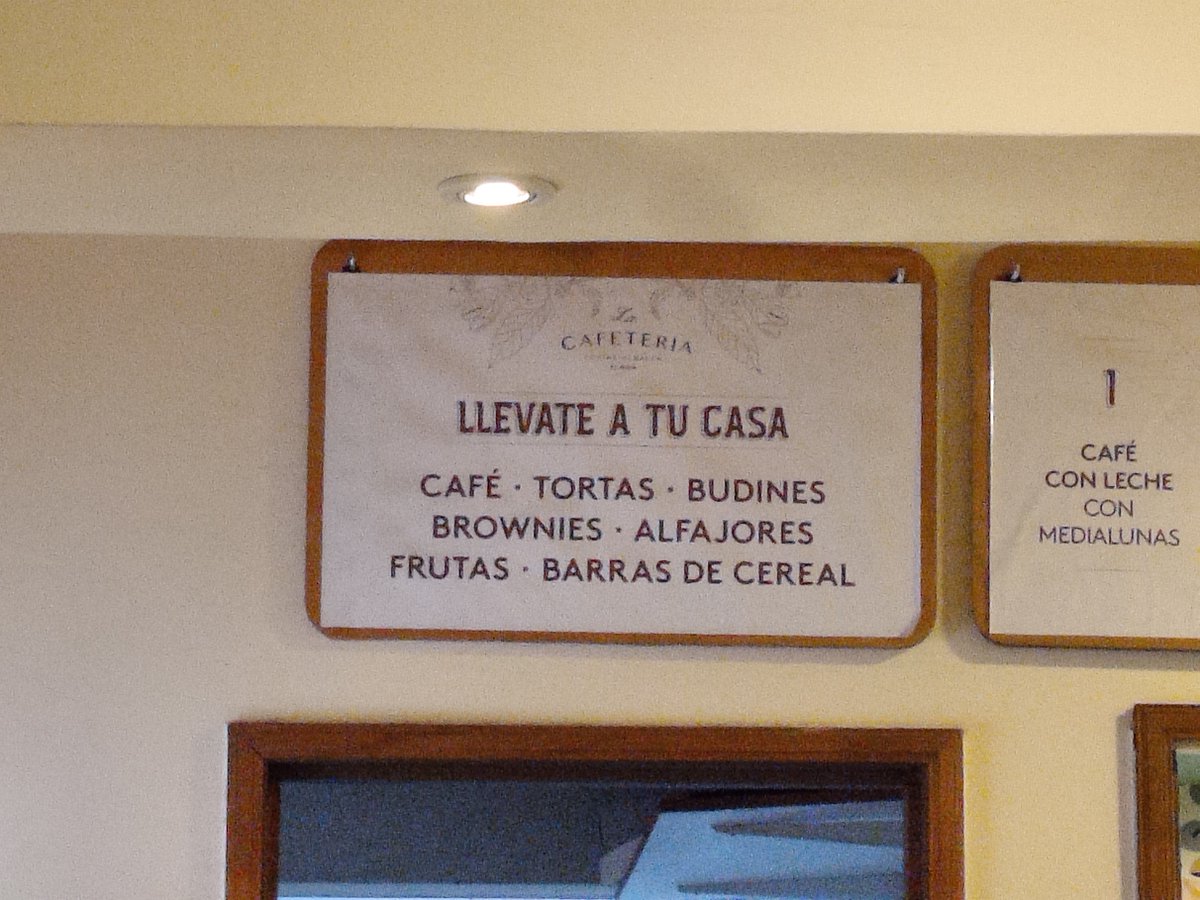 La
CAFETERIA
LLEVATE A TU CASA
CAFÉ · TORTAS · BUDINES
BROWNIES · ALFAJORES
FRUTAS · BARRAS DE CEREAL
1
CAFÉ
CON LECHE
CON
MEDIALUNAS